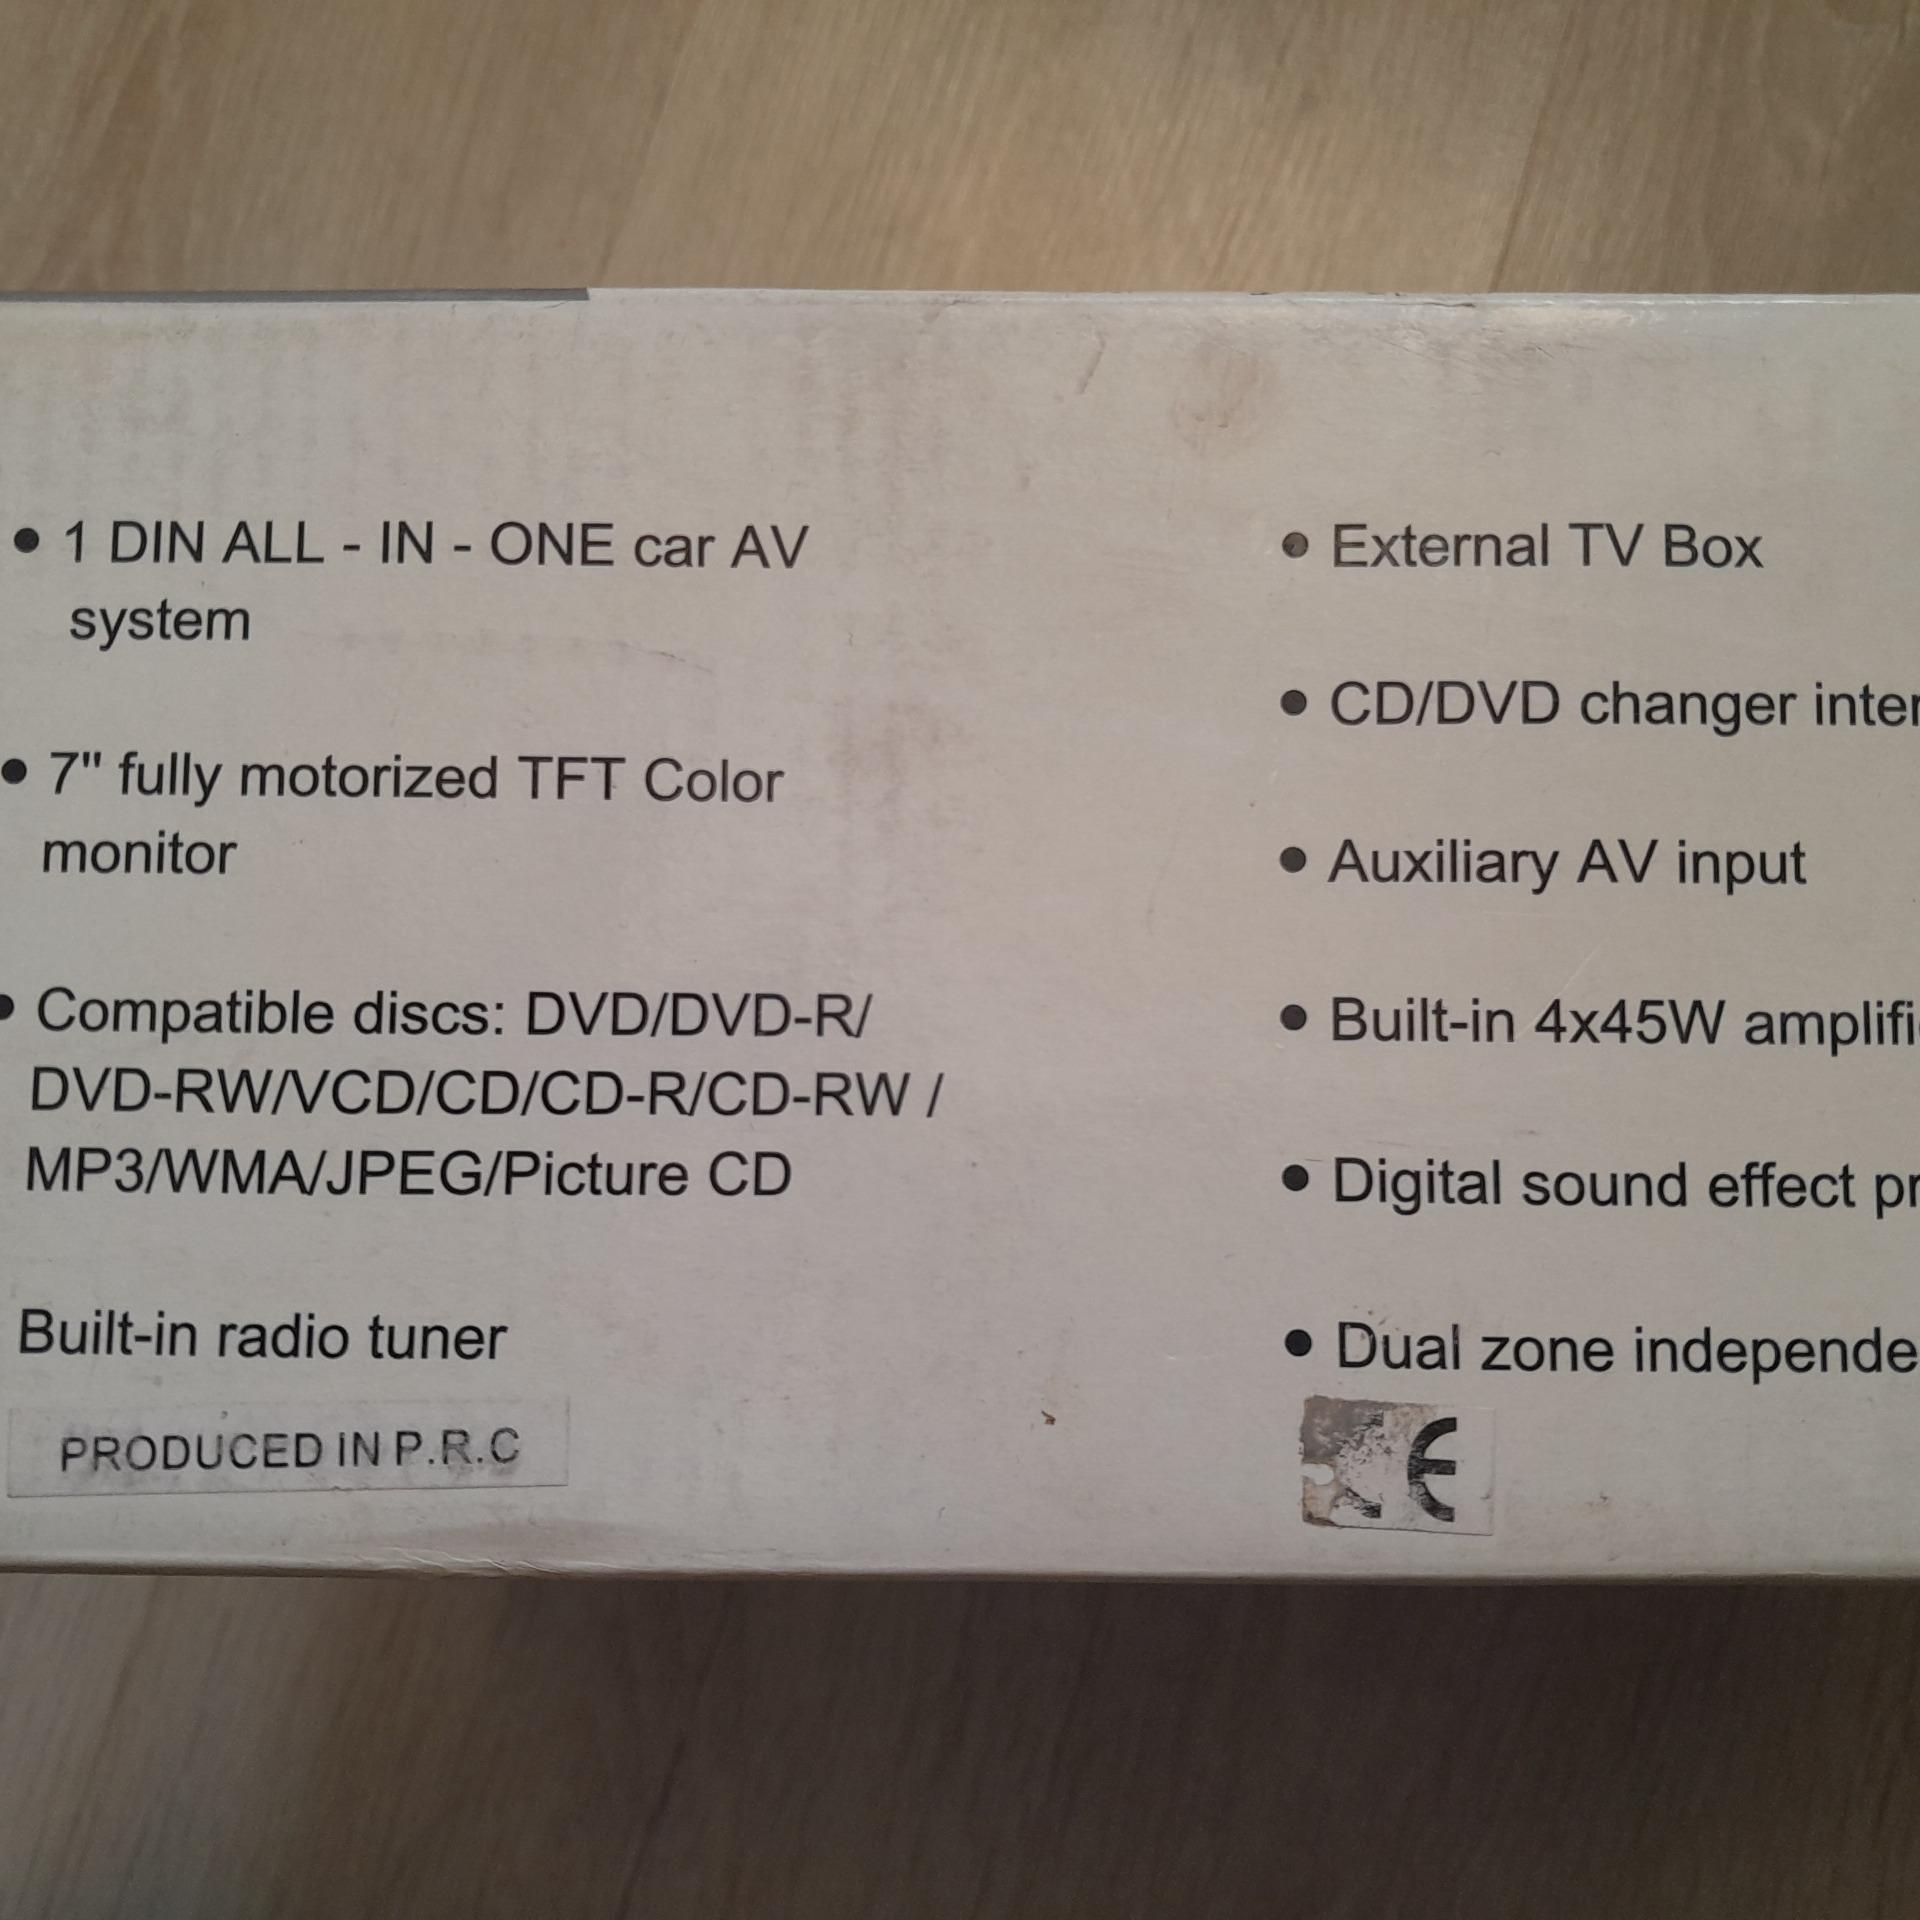 • 1 DIN ALL - IN - ONE car AV
system
• 7" fully motorized TFT Color
monitor
• Compatible discs: DVD/DVD-R/
DVD-RW/VCD/CD/CD-R/CD-RW /
MP3/WMA/JPEG/Picture CD
Built-in radio tuner
PRODUCED IN P.R.C
• External TV Box
• CD/DVD changer
• Auxiliary AV input
• Built-in 4x45W
• Digital sound effect
• Dual zone
CE